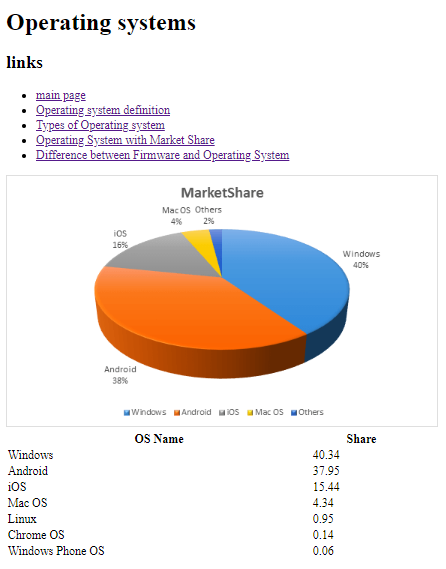 Operating systems
links
main page
Operating system definition
Types of Operating system
Operating System with Market Share
Difference between Firmware and Operating System
MarketShare
Mac OS
4%
Others
2%
iOS
16%
Windows
40%
Android
38%
Windows Android iOS Mac OS Others
OS Name Share
Windows 40.34
Android 37.95
iOS 15.44
Mac OS 4.34
Linux 0.95
Chrome OS 0.14
Windows Phone OS 0.06